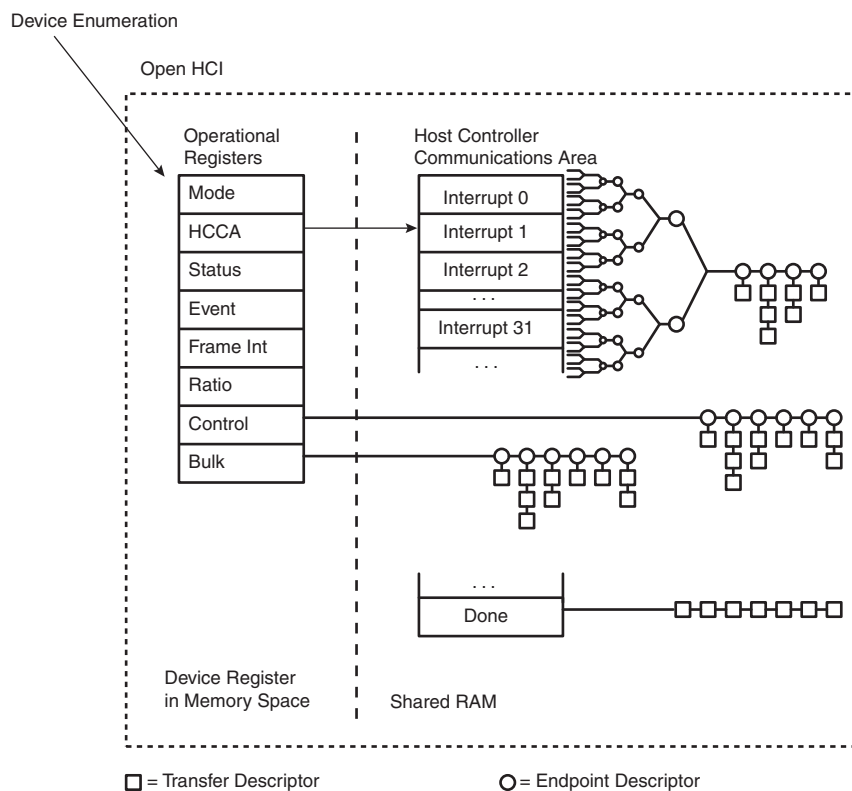 Device Enumeration
Open HCI
Operational
Registers
Host Controller
Communications Area
Mode
HCCA
Status
Event
Frame Int
Ratio
Control
Bulk
Interrupt 0
Interrupt 1
Interrupt 2
. . .
Interrupt 31
. . .
. . .
Done
Device Register
in Memory Space
Shared RAM
= Transfer Descriptor
= Endpoint Descriptor